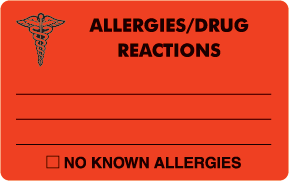 ALLERGIES/DRUG
REACTIONS
NO KNOWN ALLERGIES